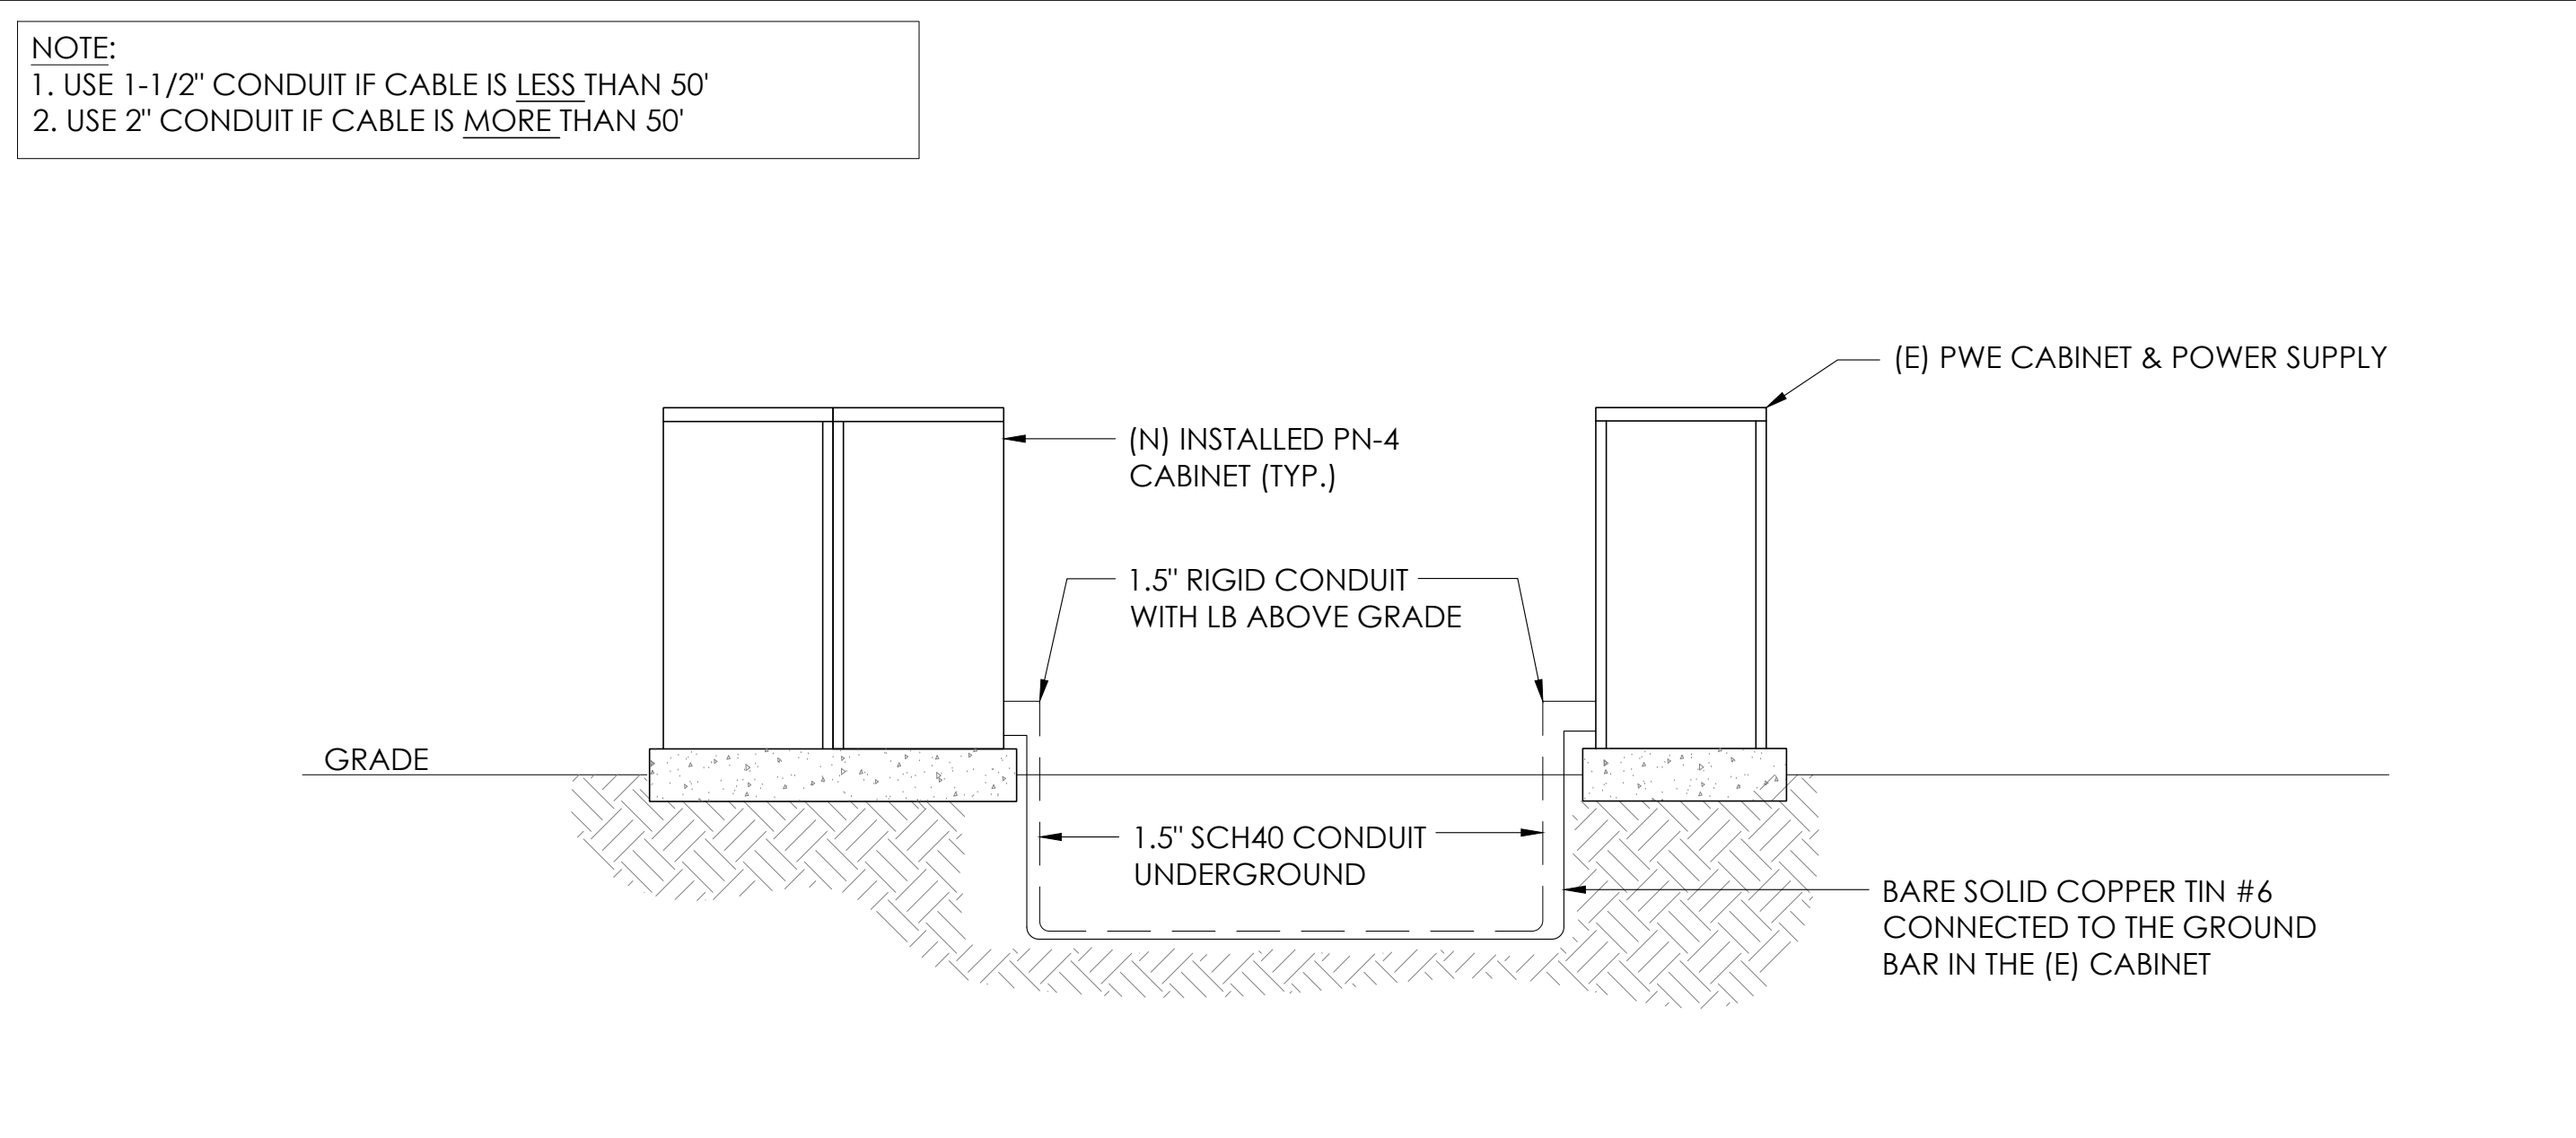 NOTE:
1. USE 1-1/2" CONDUIT IF CABLE IS LESS THAN 50'
2. USE 2" CONDUIT IF CABLE IS MORE THAN 50'
(E) PWE CABINET & POWER SUPPLY
(N) INSTALLED PN-4
CABINET (TYP.)
1.5" RIGID CONDUIT
WITH LB ABOVE GRADE
GRADE
1.5" SCH40 CONDUIT
UNDERGROUND
BARE SOLID COPPER TIN #6
CONNECTED TO THE GROUND
BAR IN THE (E) CABINET